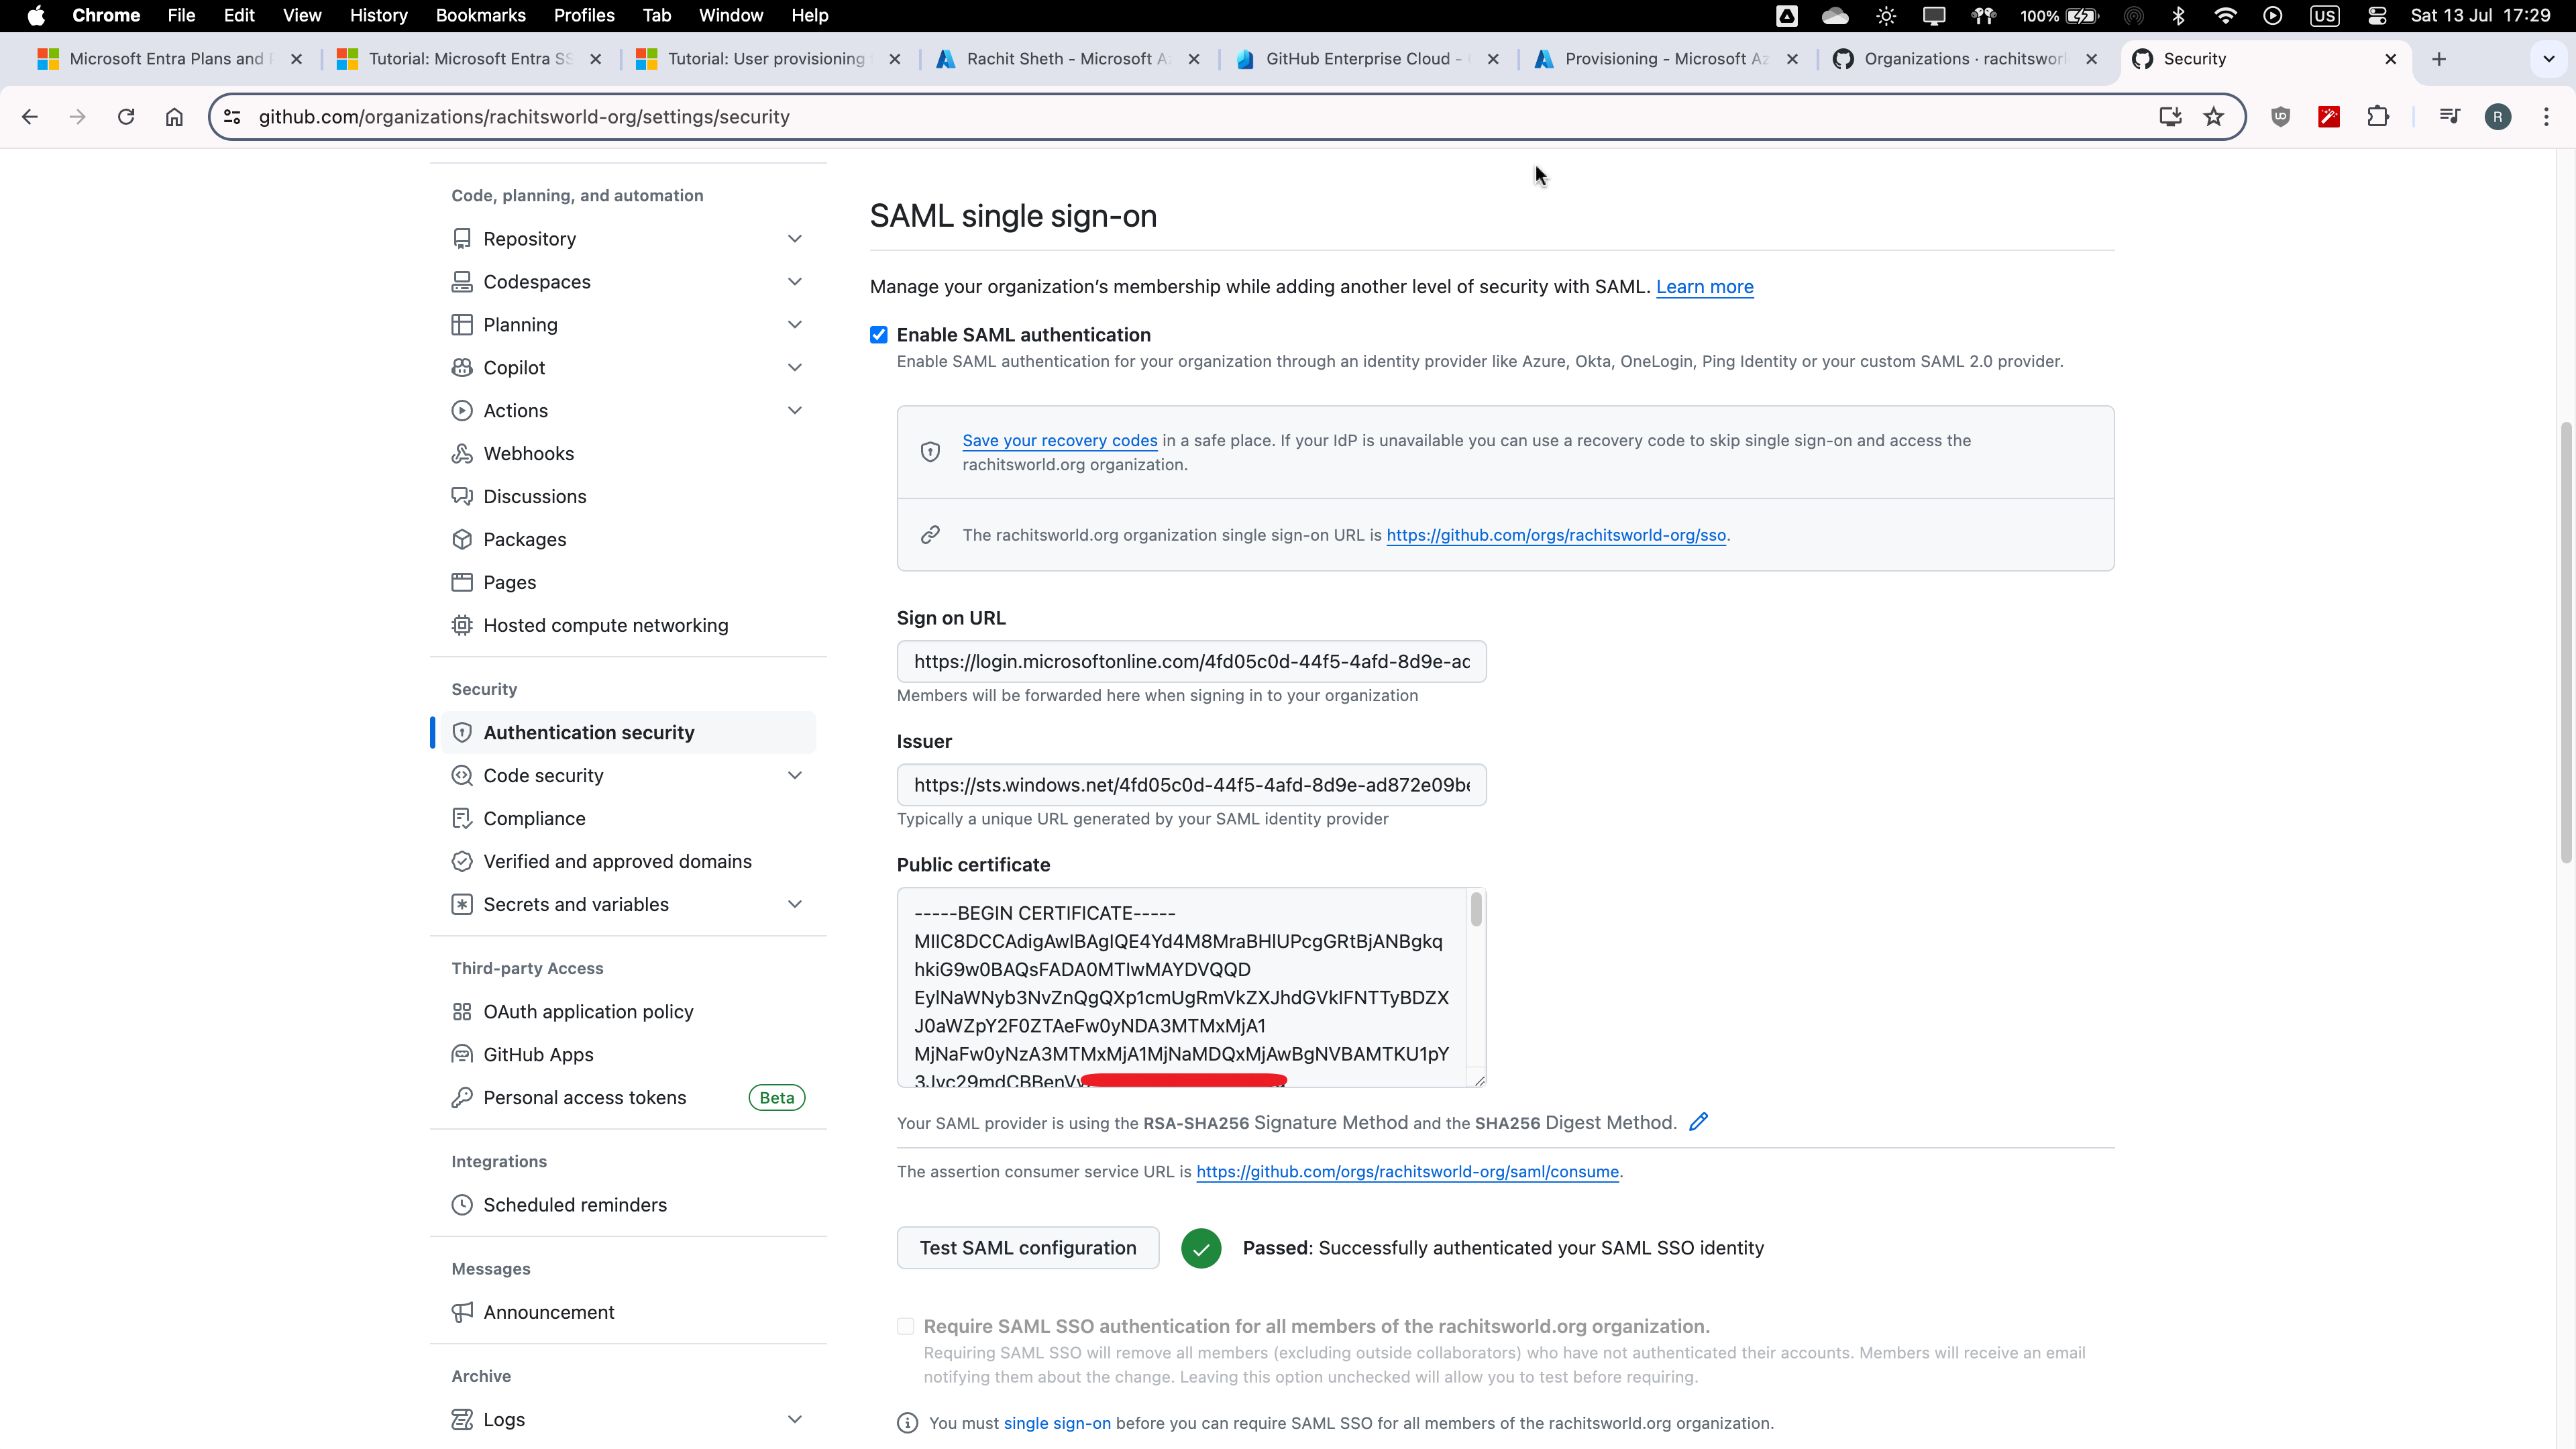 Chrome File Edit View History Bookmarks Profiles Tab Window Help
100% US Sat 13 Jul 17:29
Microsoft Entra Plans and
Tutorial: Microsoft Entra SS
Tutorial: User provisioning
Rachit Sheth - Microsoft A
GitHub Enterprise Cloud -
Provisioning - Microsoft Az
Organizations · rachitsworl
Security
github.com/organizations/rachitsworld-org/settings/security
R
Code, planning, and automation
Repository
Codespaces
Planning
Copilot
Actions
Webhooks
Discussions
Packages
Pages
Hosted compute networking
Security
Authentication security
Code security
Compliance
Verified and approved domains
Secrets and variables
Third-party Access
OAuth application policy
GitHub Apps
Personal access tokens Beta
Integrations
Scheduled reminders
Messages
Announcement
Archive
Logs
SAML single sign-on
Manage your organization's membership while adding another level of security with SAML. Learn more
Enable SAML authentication
Enable SAML authentication for your organization through an identity provider like Azure, Okta, OneLogin, Ping Identity or your custom SAML 2.0 provider.
Save your recovery codes in a safe place. If your IdP is unavailable you can use a recovery code to skip single sign-on and access the
rachitsworld.org organization.
The rachitsworld.org organization single sign-on URL is https://github.com/orgs/rachitsworld-org/sso.
Sign on URL
https://login.microsoftonline.com/4fd05c0d-44f5-4afd-8d9e-ad
Members will be forwarded here when signing in to your organization
Issuer
https://sts.windows.net/4fd05c0d-44f5-4afd-8d9e-ad872e09be
Typically a unique URL generated by your SAML identity provider
Public certificate
-----BEGIN CERTIFICATE-----
MIIC8DCCAdigAwIBAgIQE4Yd4M8MraBHlUPcgGRtBjANBgkq
hkiG9w0BAQsFADA0MTIwMAYDVQQD
EylNaWNyb3NvZnQgQXp1cmUgRmVkZXJhdGVkIFNTTyBDZX
J0aWZpY2F0ZTAeFw0yNDA3MTMxMjA1
MjNaFw0yNzA3MTMxMjA1MjNaMDQxMjAwBgNVBAMTKU1pY
3Jvc29mdCBBenVy
Your SAML provider is using the RSA-SHA256 Signature Method and the SHA256 Digest Method.
The assertion consumer service URL is https://github.com/orgs/rachitsworld-org/saml/consume.
Test SAML configuration
Passed: Successfully authenticated your SAML SSO identity
Require SAML SSO authentication for all members of the rachitsworld.org organization.
Requiring SAML SSO will remove all members (excluding outside collaborators) who have not authenticated their accounts. Members will receive an email
notifying them about the change. Leaving this option unchecked will allow you to test before requiring.
You must single sign-on before you can require SAML SSO for all members of the rachitsworld.org organization.